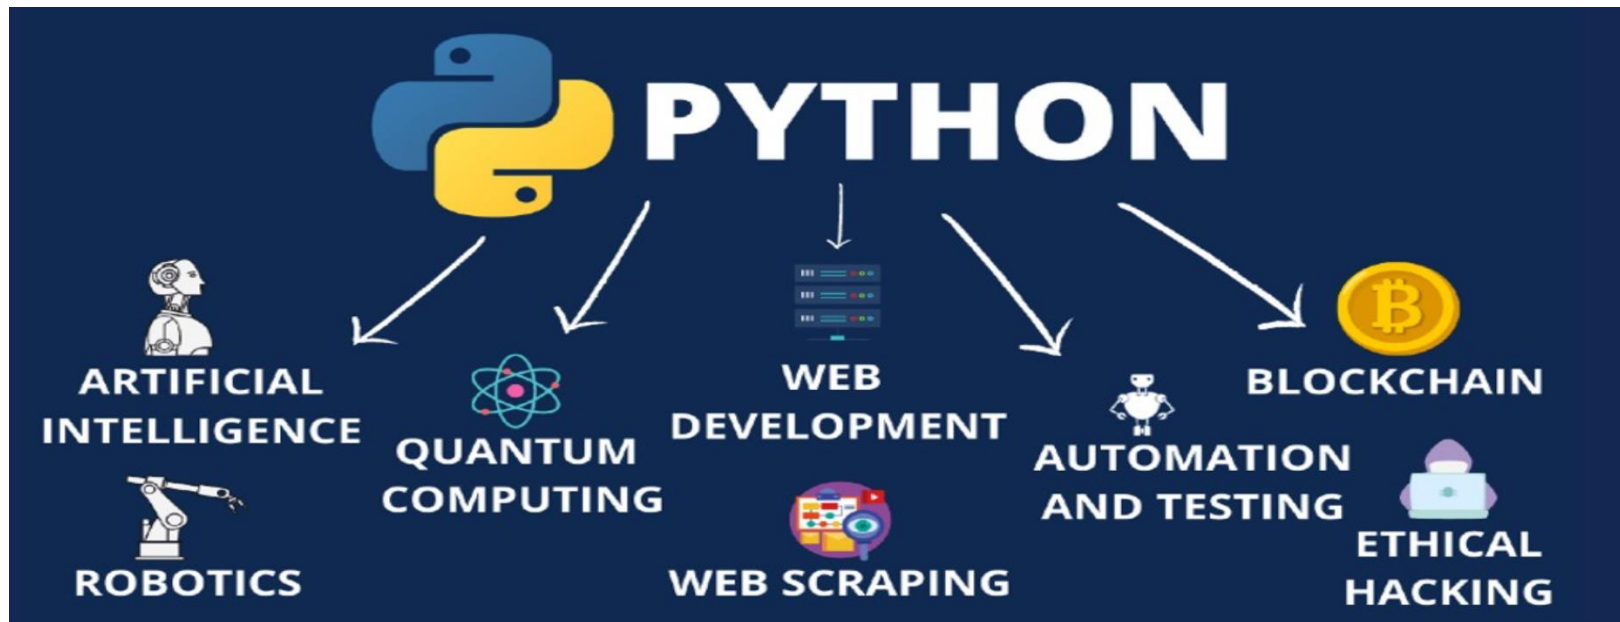 PYTHON
ARTIFICIAL
INTELLIGENCE
QUANTUM
COMPUTING
WEB
DEVELOPMENT
AUTOMATION
AND TESTING
BLOCKCHAIN
ROBOTICS
WEB SCRAPING
ETHICAL
HACKING